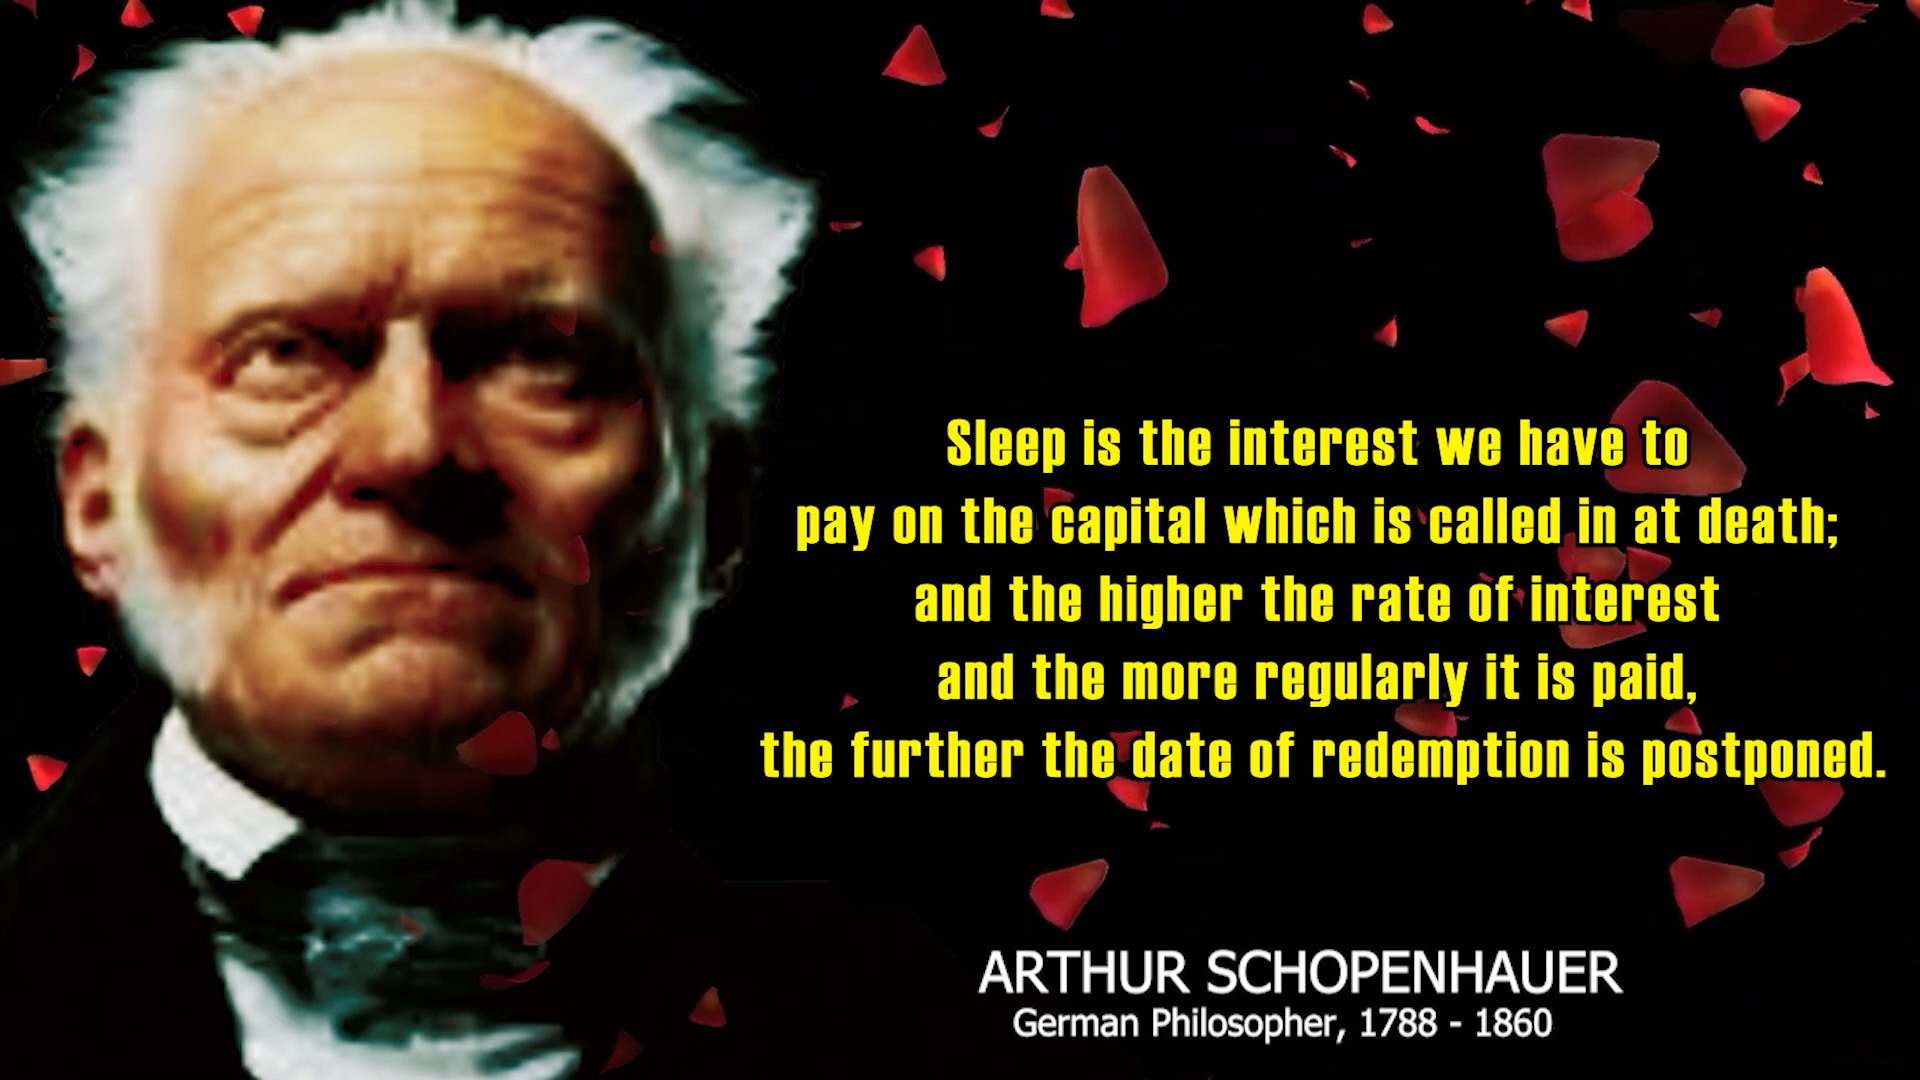 Sleep is the interest we have to
pay on the capital which is called in at death;
and the higher the rate of interest
and the more regularly it is paid,
the further the date of redemption is postponed.
ARTHUR SCHOPENHAUER
German Philosopher, 1788 - 1860